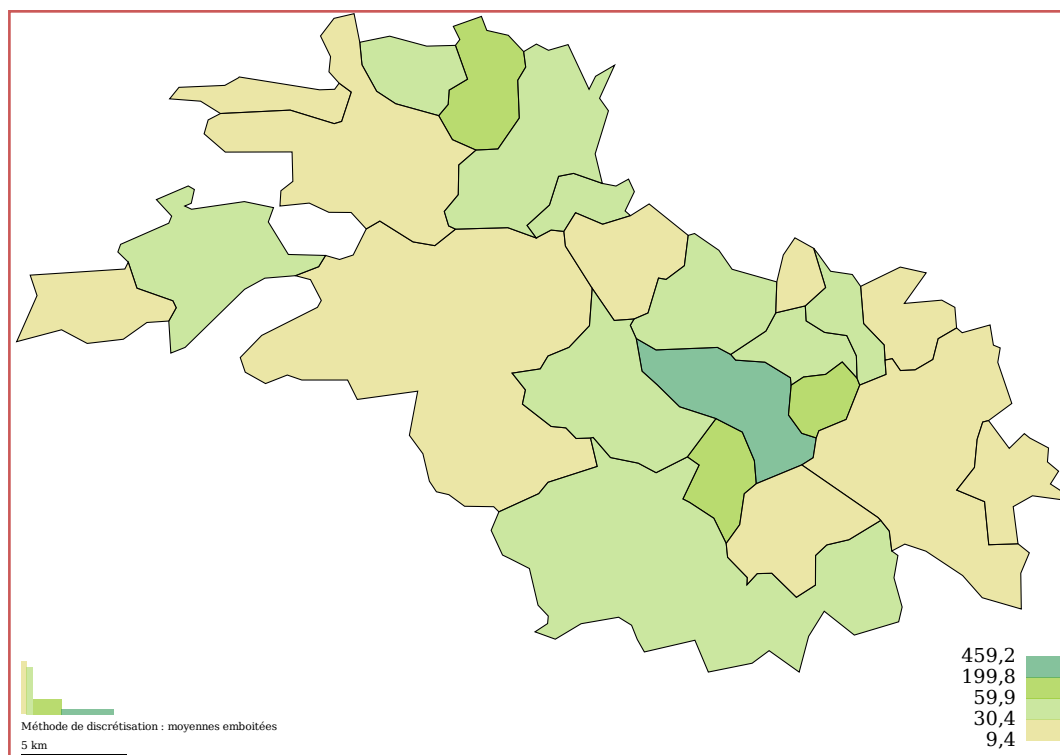 459,2
199,8
59,9
30,4
9,4
Méthode de discrétisation : moyennes emboitées
5 km